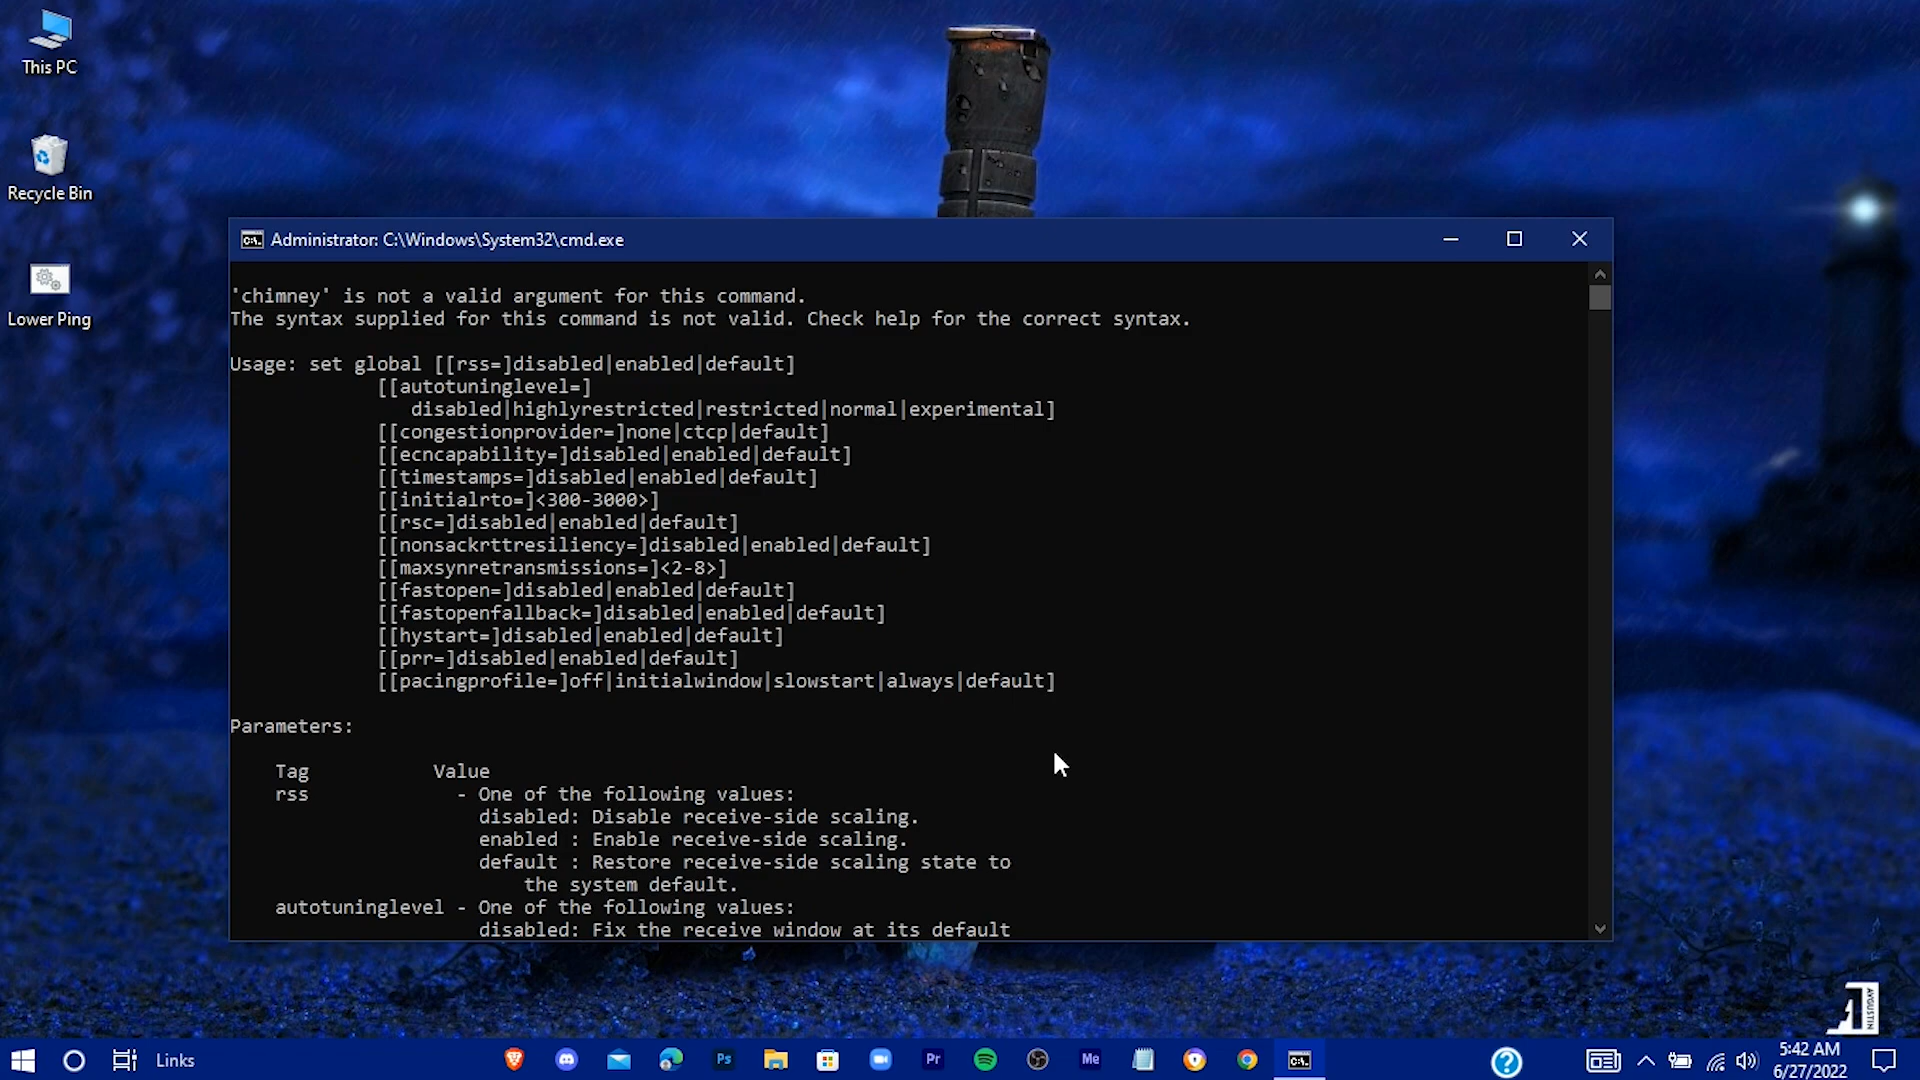 This PC
Recycle Bin
Lower Ping
Administrator: C:\Windows\System32\cmd.exe
'chimney' is not a valid argument for this command.
The syntax supplied for this command is not valid. Check help for the correct syntax.
Usage: set global [[rss=]disabled|enabled|default]
[[autotuninglevel=]
disabled|highlyrestricted|restricted|normal|experimental]
[[congestionprovider=]none|ctcp|default]
[[ecncapability=]disabled|enabled|default]
[[timestamps=]disabled|enabled|default]
[[initialrto=]<300-3000>]
[[rsc=]disabled|enabled|default]
[[nonsackrttresiliency=]disabled|enabled|default]
[[maxsynretransmissions=]<2-8>]
[[fastopen=]disabled|enabled|default]
[[fastopenfallback=]disabled|enabled|default]
[[hystart=]disabled|enabled|default]
[[prr=]disabled|enabled|default]
[[pacingprofile=]off|initialwindow|slowstart|always|default]
Parameters:
Tag Value
rss - One of the following values:
disabled: Disable receive-side scaling.
enabled : Enable receive-side scaling.
default : Restore receive-side scaling state to
the system default.
autotuninglevel - One of the following values:
disabled: Fix the receive window at its default
AVGUSTIN
Links
Ps
Pr
Me
5:42 AM
6/27/2022